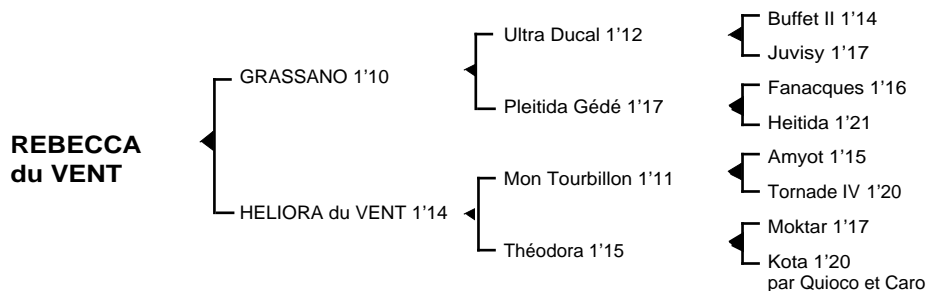 REBECCA
du VENT
GRASSANO 1’10
HELIORA du VENT 1’14
Ultra Ducal 1’12
Pleitida Gédé 1’17
Mon Tourbillon 1’11
Théodora 1’15
Buffet II 1’14
Juvisy 1’17
Fanacques 1’16
Heitida 1’21
Amyot 1’15
Tornade IV 1’20
Moktar 1’17
Kota 1’20
par Quioco et Caro